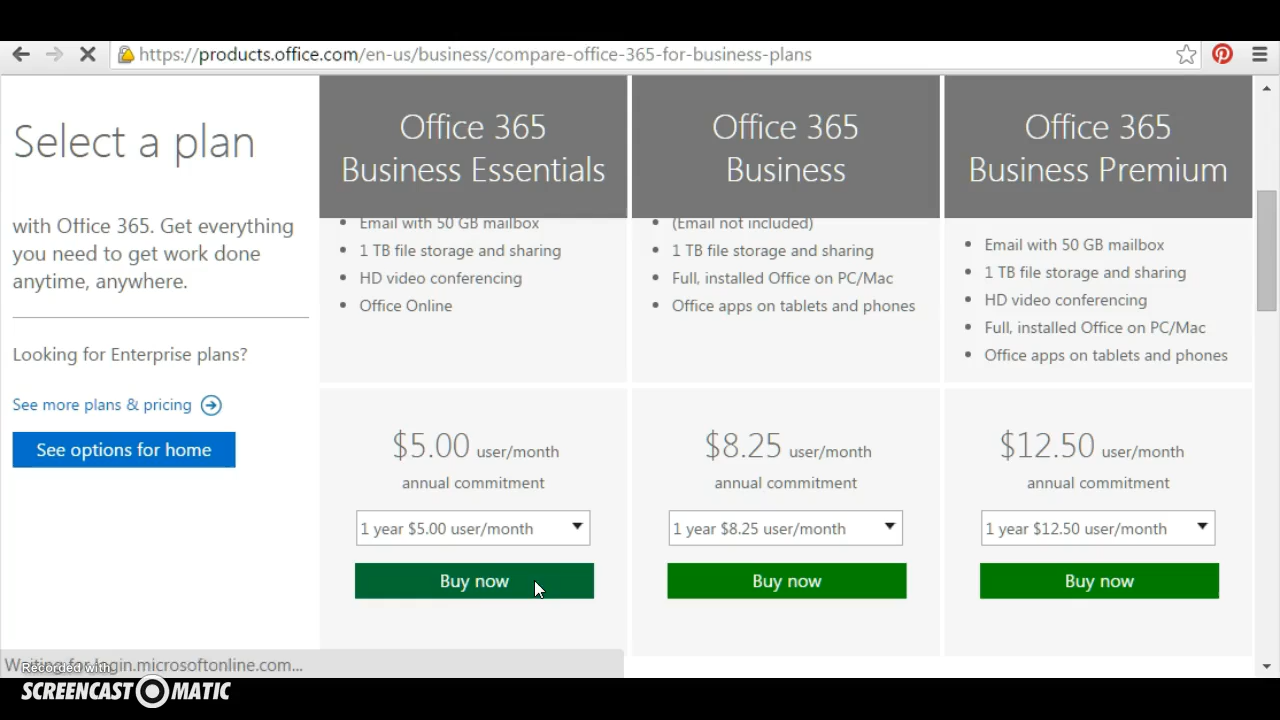 https://products.office.com/en-us/business/compare-office-365-for-business-plans
Select a plan
with Office 365. Get everything
you need to get work done
anytime, anywhere.
Looking for Enterprise plans?
See more plans & pricing
See options for home
Office 365
Business Essentials
Email with 50 GB mailbox
1 TB file storage and sharing
HD video conferencing
Office Online
$5.00 user/month
annual commitment
1 year $5.00 user/month
Buy now
Office 365
Business
(Email not included)
1 TB file storage and sharing
Full, installed Office on PC/Mac
Office apps on tablets and phones
$8.25 user/month
annual commitment
1 year $8.25 user/month
Buy now
Office 365
Business Premium
Email with 50 GB mailbox
1 TB file storage and sharing
HD video conferencing
Full, installed Office on PC/Mac
Office apps on tablets and phones
$12.50 user/month
annual commitment
1 year $12.50 user/month
Buy now
Waiting for login.microsoftonline.com...
Recorded with
SCREENCAST MATIC